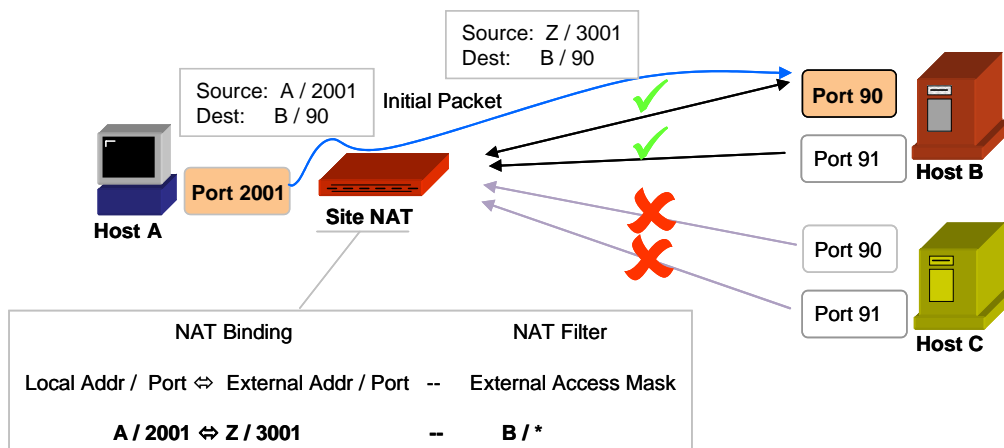 Source: Z / 3001
Dest: B / 90
Source: A / 2001
Dest: B / 90
Initial Packet
Port 90
Port 91
Host B
Port 2001
Host A
Site NAT
Port 90
Port 91
Host C
NAT Binding NAT Filter
Local Addr / Port ⇔ External Addr / Port -- External Access Mask
A / 2001 ⇔ Z / 3001 -- B / *